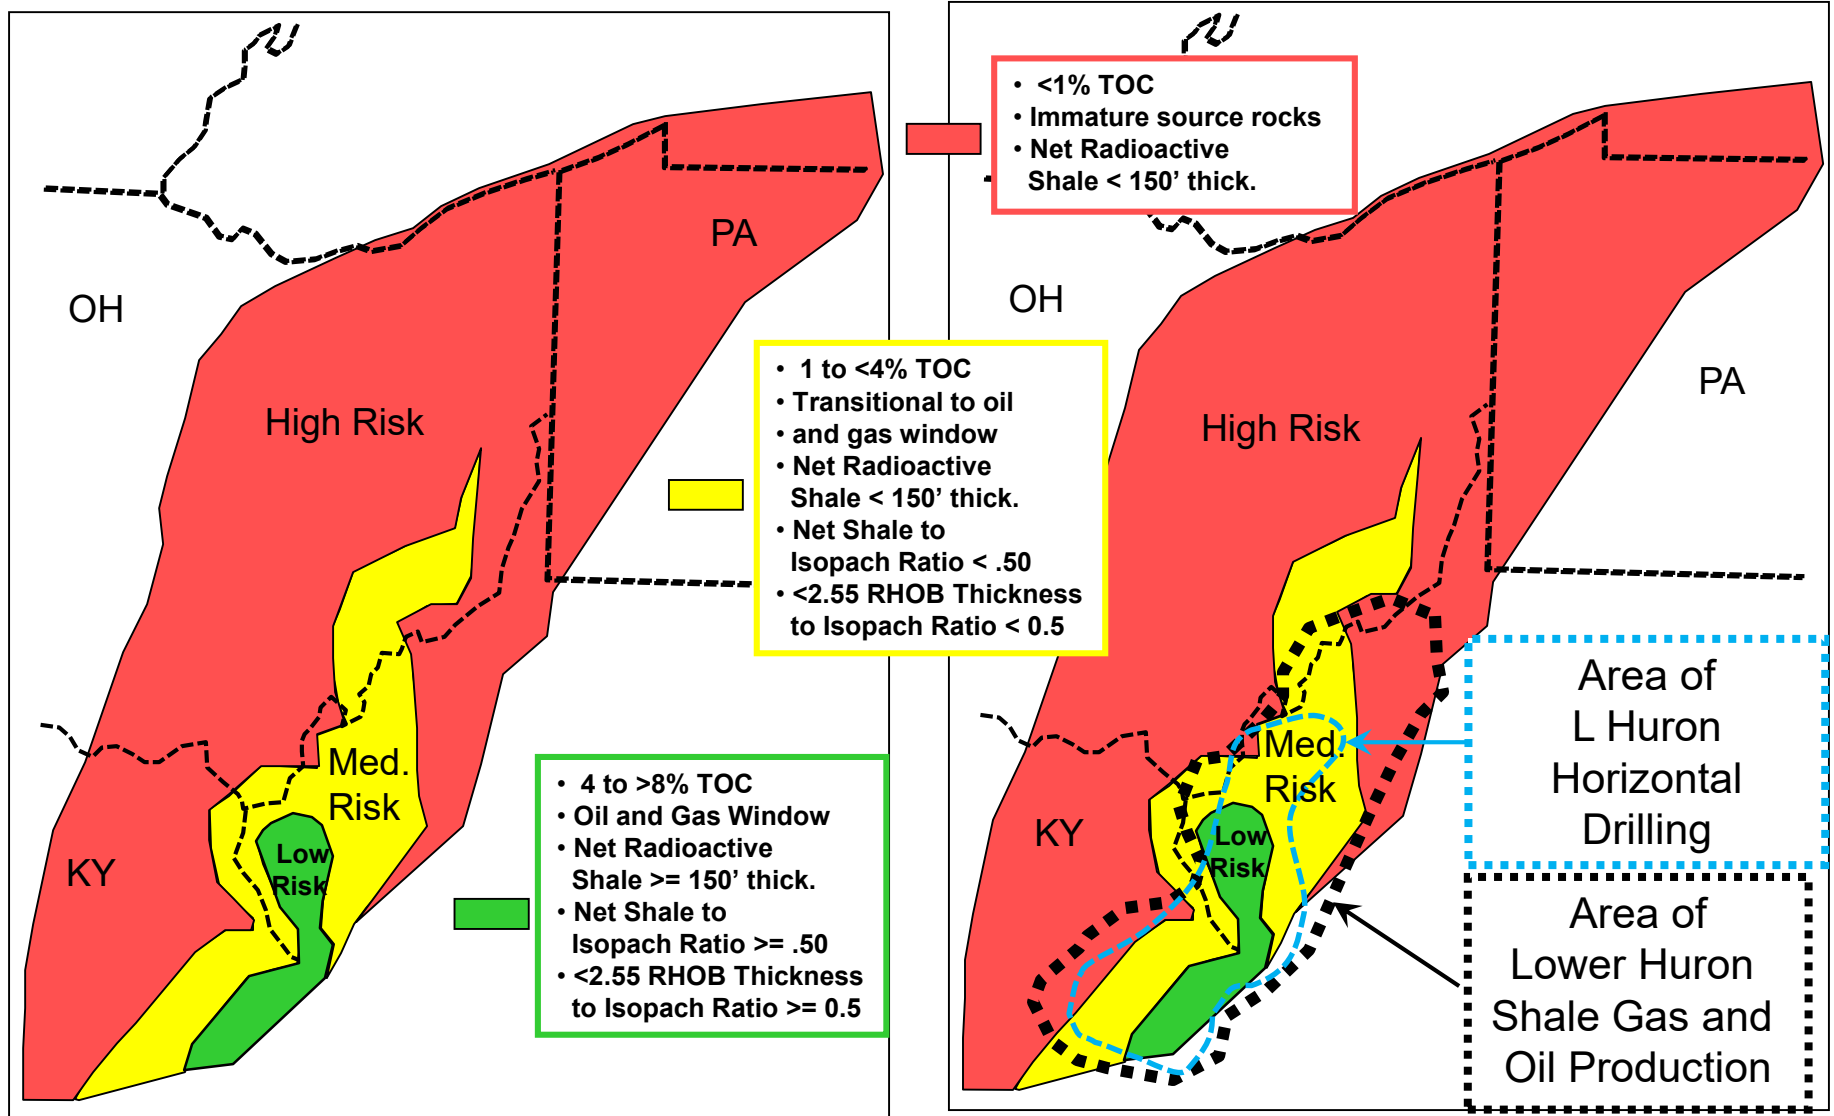 OH
PA
High Risk
Med.
Risk
Low
Risk
KY
• <1% TOC
• Immature source rocks
• Net Radioactive
Shale < 150’ thick.
• 1 to <4% TOC
• Transitional to oil
• and gas window
• Net Radioactive
Shale < 150’ thick.
• Net Shale to
Isopach Ratio < .50
• <2.55 RHOB Thickness
to Isopach Ratio < 0.5
• 4 to >8% TOC
• Oil and Gas Window
• Net Radioactive
Shale >= 150’ thick.
• Net Shale to
Isopach Ratio >= .50
• <2.55 RHOB Thickness
to Isopach Ratio >= 0.5
OH
PA
High Risk
Med.
Risk
Low
Risk
KY
Area of
L Huron
Horizontal
Drilling
Area of
Lower Huron
Shale Gas and
Oil Production